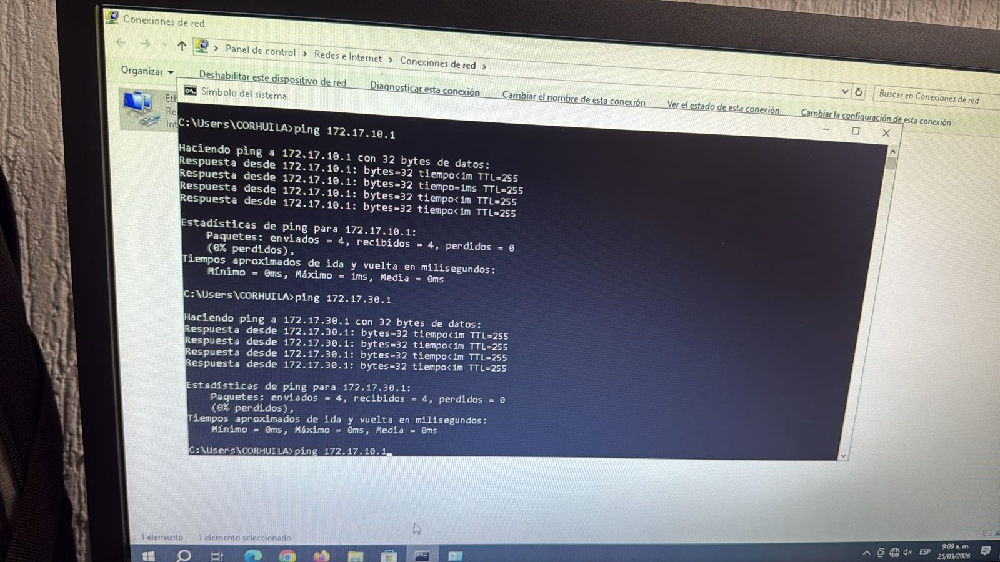 Conexiones de red
Panel de control > Redes e Internet > Conexiones de red >
Buscar en Conexiones de red
Organizar
Deshabilitar este dispositivo de red
Diagnosticar esta conexión
Cambiar el nombre de esta conexión
Ver el estado de esta conexión
Cambiar la configuración de esta conexión
Símbolo del sistema
C:\Users\CORHUILA>ping 172.17.10.1
Haciendo ping a 172.17.10.1 con 32 bytes de datos:
Respuesta desde 172.17.10.1: bytes=32 tiempo<1m TTL=255
Respuesta desde 172.17.10.1: bytes=32 tiempo=1ms TTL=255
Respuesta desde 172.17.10.1: bytes=32 tiempo<1m TTL=255
Respuesta desde 172.17.10.1: bytes=32 tiempo<1m TTL=255
Estadísticas de ping para 172.17.10.1:
Paquetes: enviados = 4, recibidos = 4, perdidos = 0
(0% perdidos),
Tiempos aproximados de ida y vuelta en milisegundos:
Mínimo = 0ms, Máximo = 1ms, Media = 0ms
C:\Users\CORHUILA>ping 172.17.30.1
Haciendo ping a 172.17.30.1 con 32 bytes de datos:
Respuesta desde 172.17.30.1: bytes=32 tiempo<1m TTL=255
Respuesta desde 172.17.30.1: bytes=32 tiempo<1m TTL=255
Respuesta desde 172.17.30.1: bytes=32 tiempo<1m TTL=255
Respuesta desde 172.17.30.1: bytes=32 tiempo<1m TTL=255
Estadísticas de ping para 172.17.30.1:
Paquetes: enviados = 4, recibidos = 4, perdidos = 0
(0% perdidos),
Tiempos aproximados de ida y vuelta en milisegundos:
Mínimo = 0ms, Máximo = 0ms, Media = 0ms
C:\Users\CORHUILA>ping 172.17.10.1
1 elemento
1 elemento seleccionado
ESP
9:09 a. m.
25/03/2026